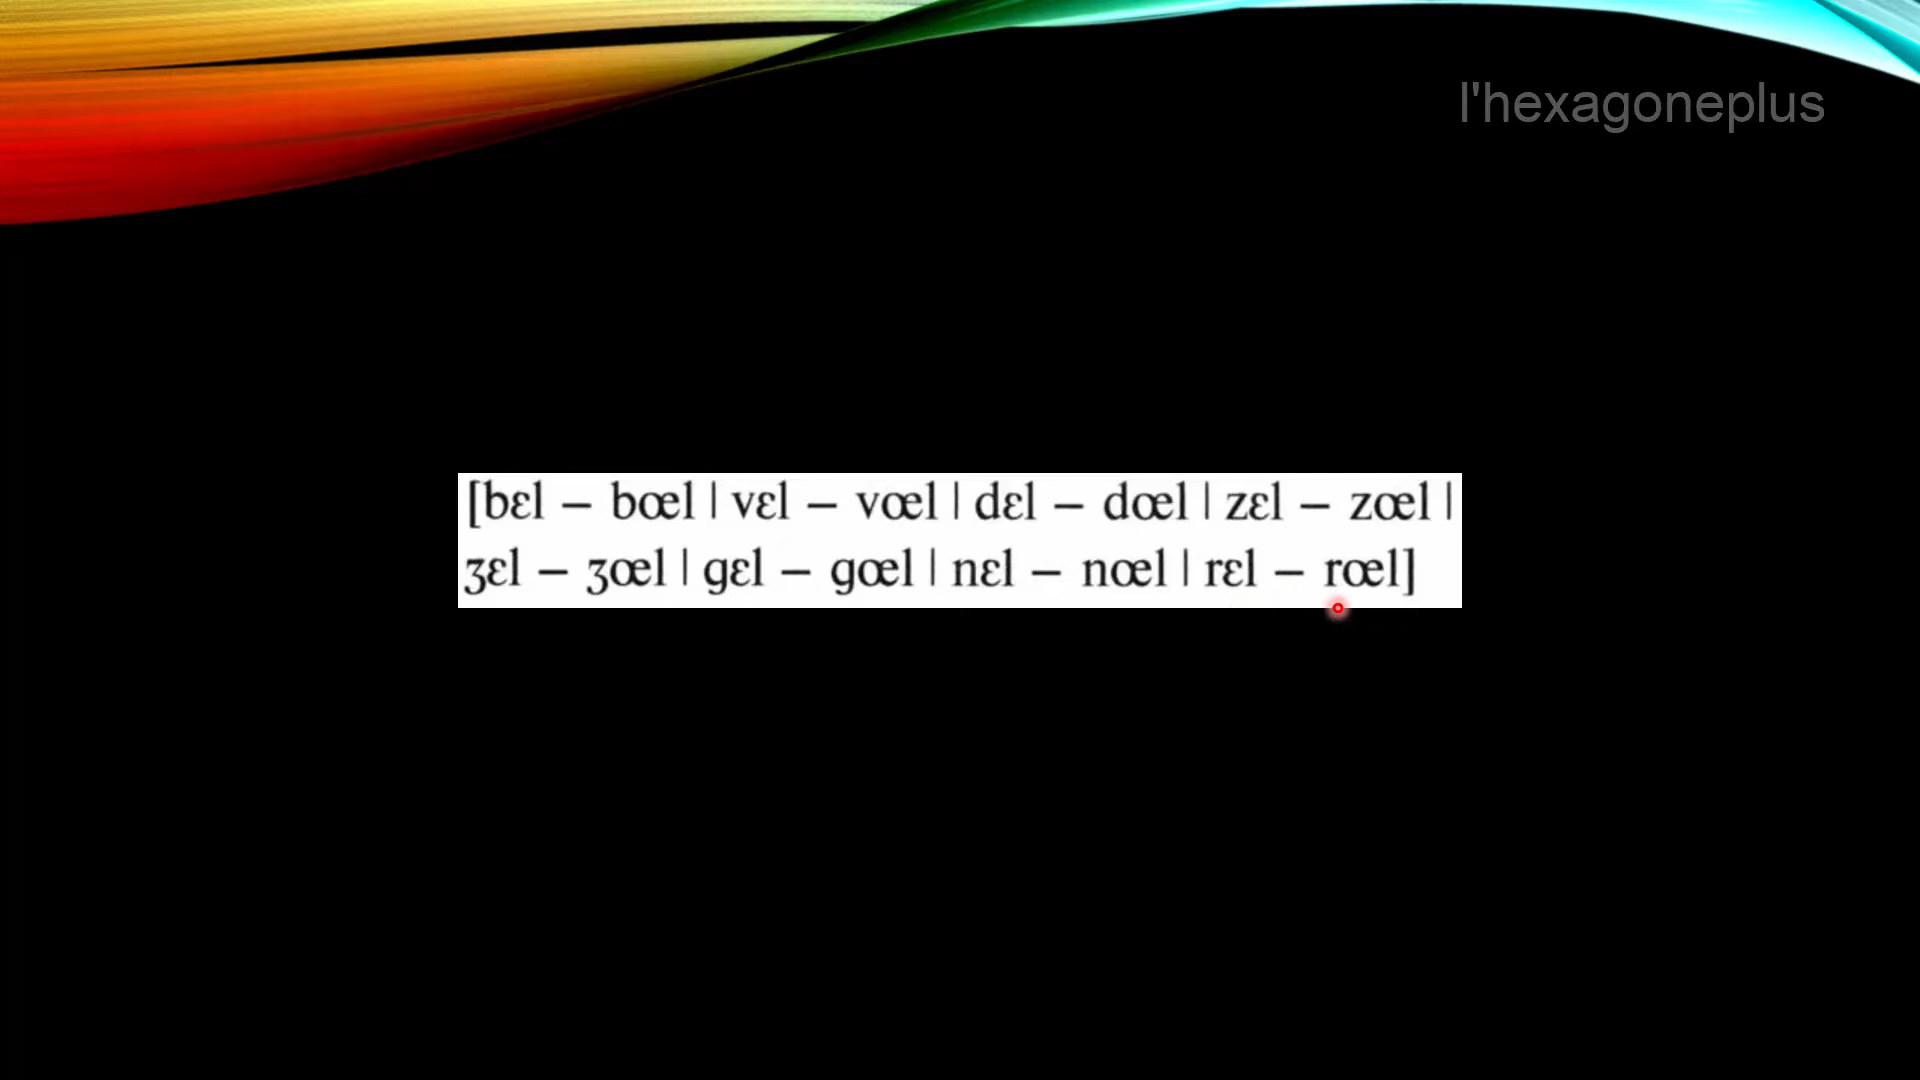 l'hexagoneplus
[bɛl – bœl | vɛl – vœl | dɛl – dœl | zɛl – zœl |
ʒɛl – ʒœl | gɛl – gœl | nɛl – nœl | rɛl – rœl]